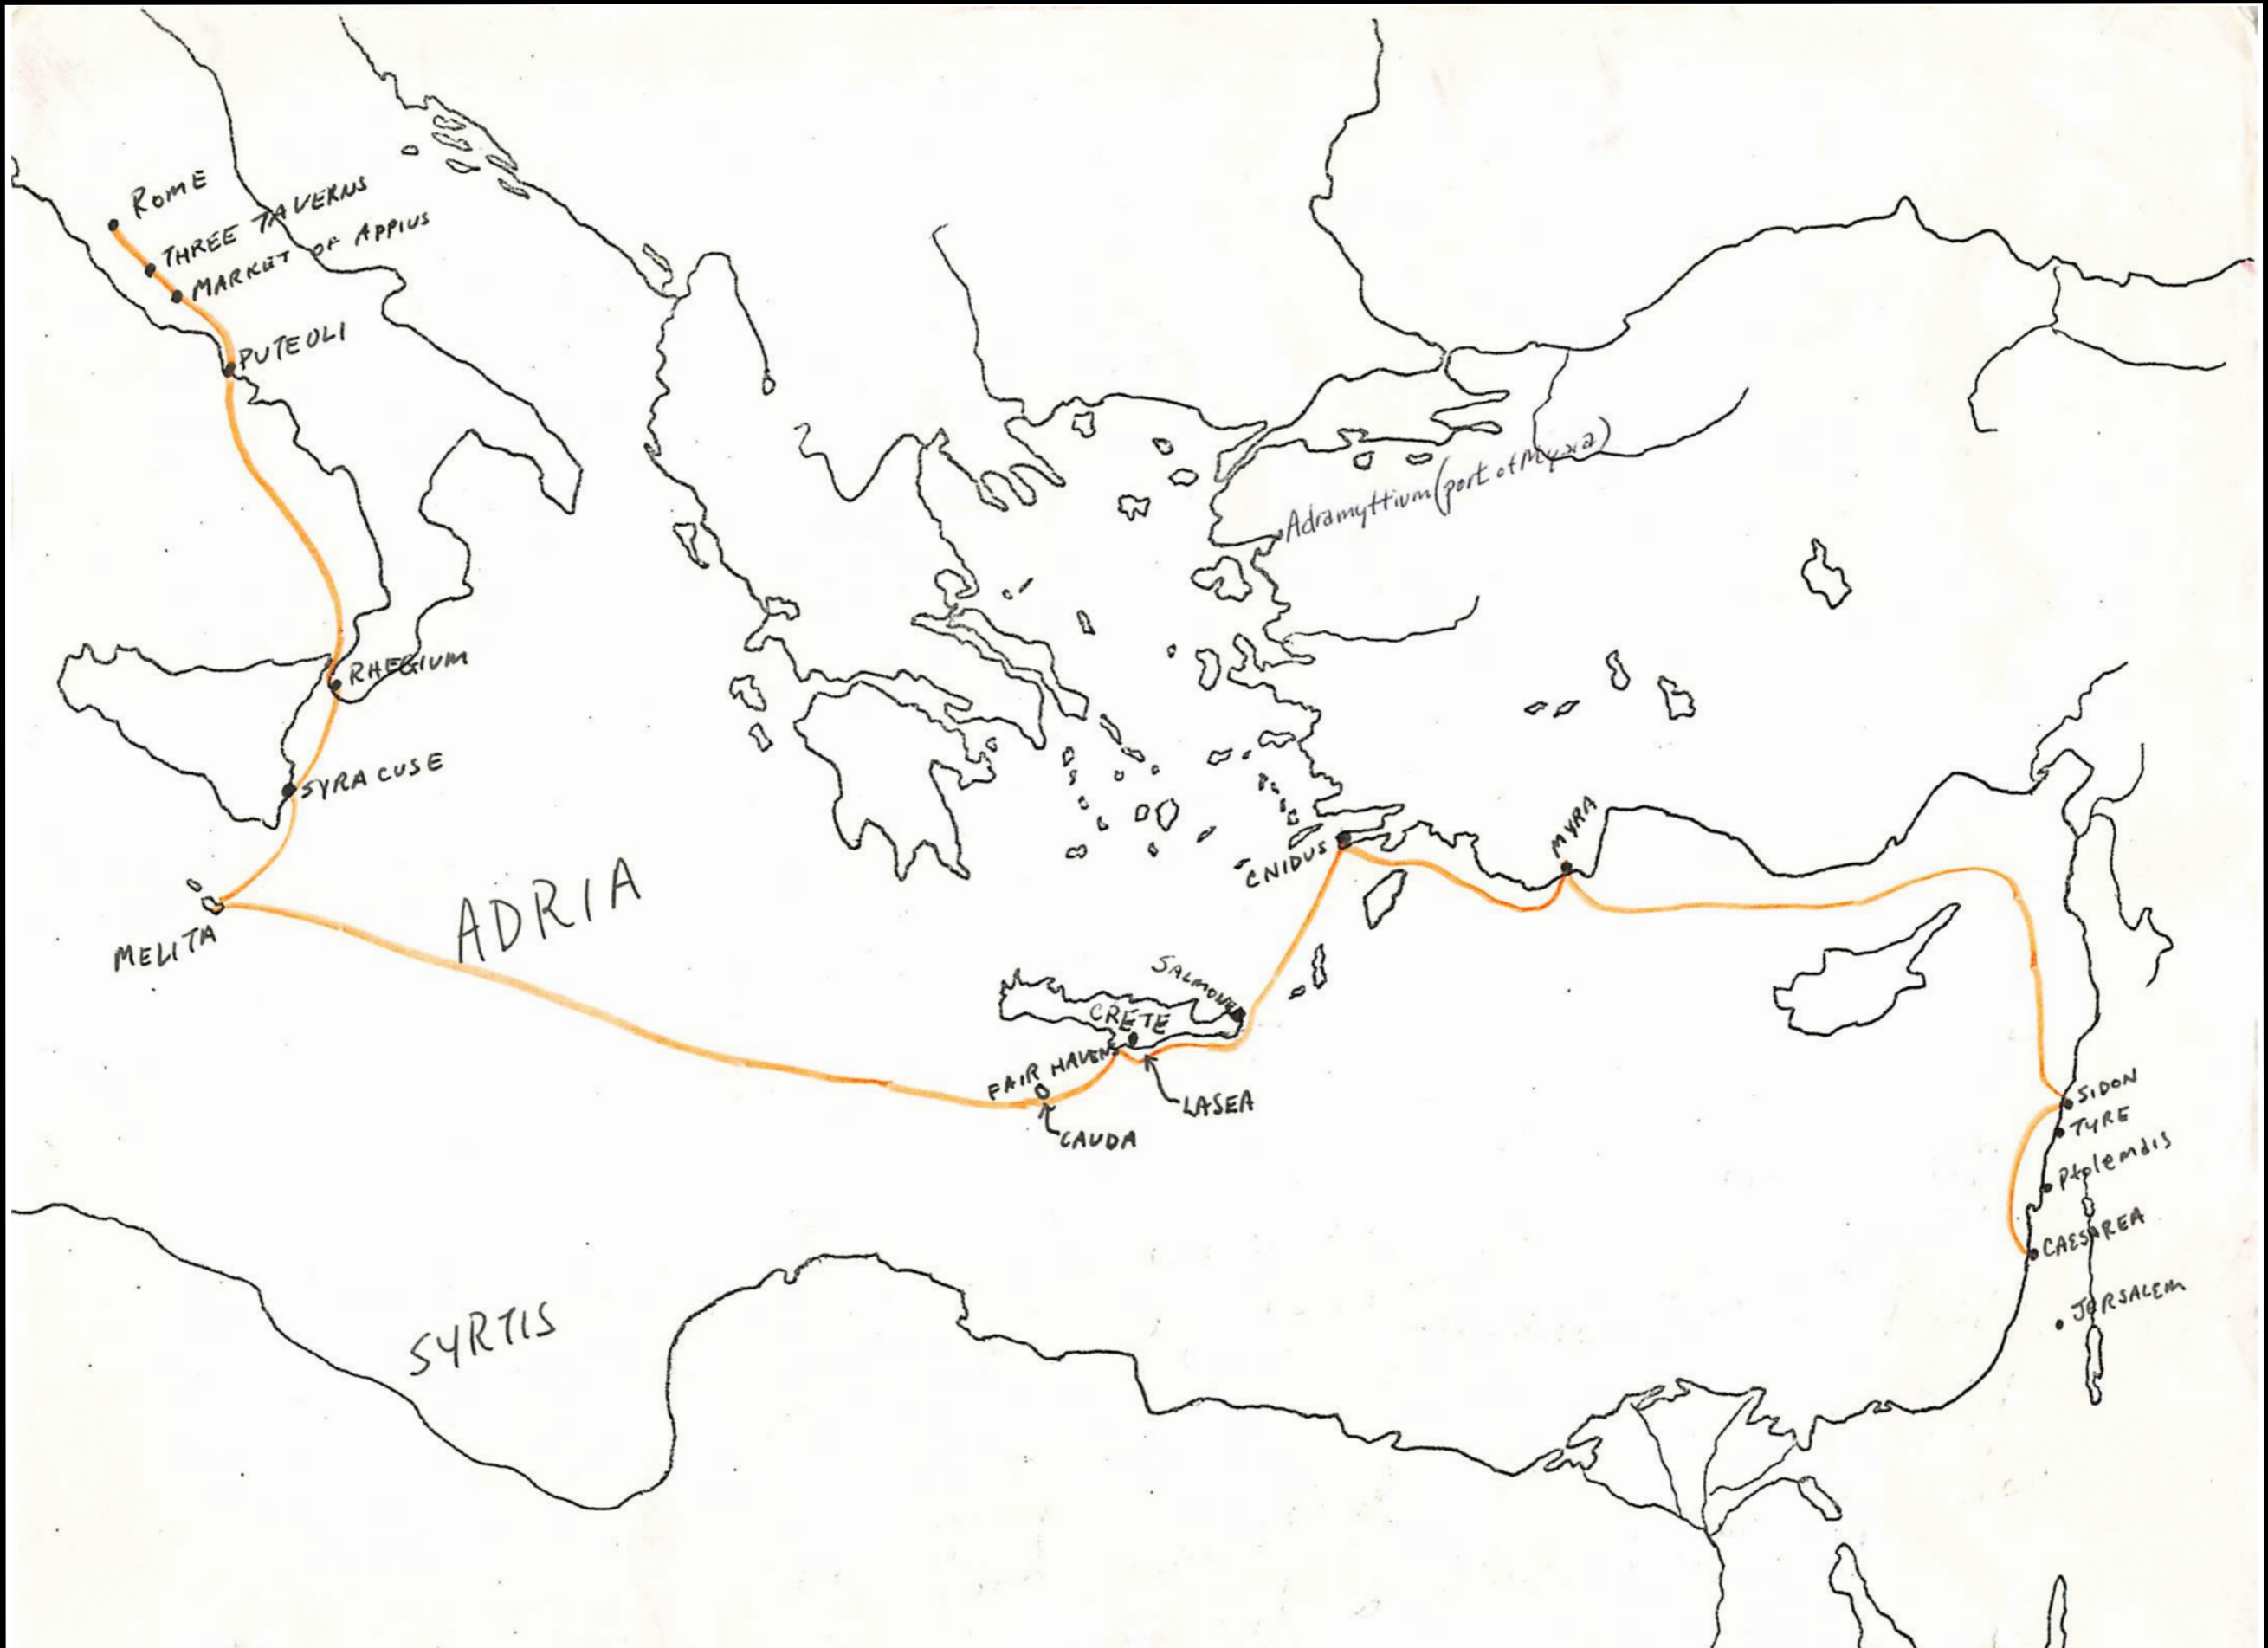 ROME
THREE TAVERNS
MARKET OF APPIUS
PUTEOLI
Adramyttium (port of Mysia)
RHEGIUM
SYRACUSE
MELITA
ADRIA
CNIDUS
MYRA
SALMONE
CRETE
FAIR HAVENS
LASEA
CAUDA
SIDON
TYRE
Ptolemais
CAESAREA
JERSALEM
SYRTIS